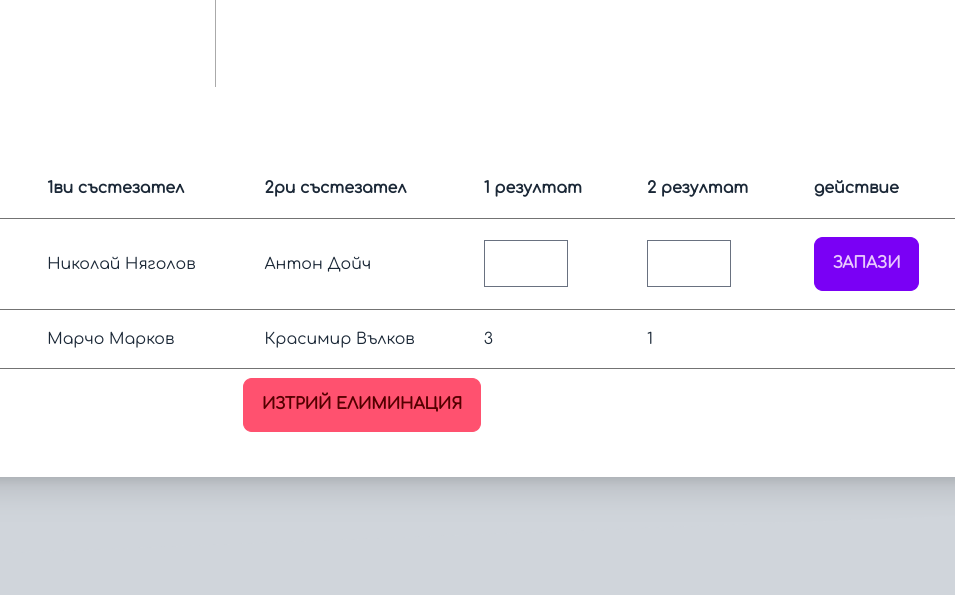 1ви състезател 2ри състезател 1 резултат 2 резултат действие
Николай Няголов Антон Дойч ЗАПАЗИ
Марчо Марков Красимир Вълков 3 1
ИЗТРИЙ ЕЛИМИНАЦИЯ